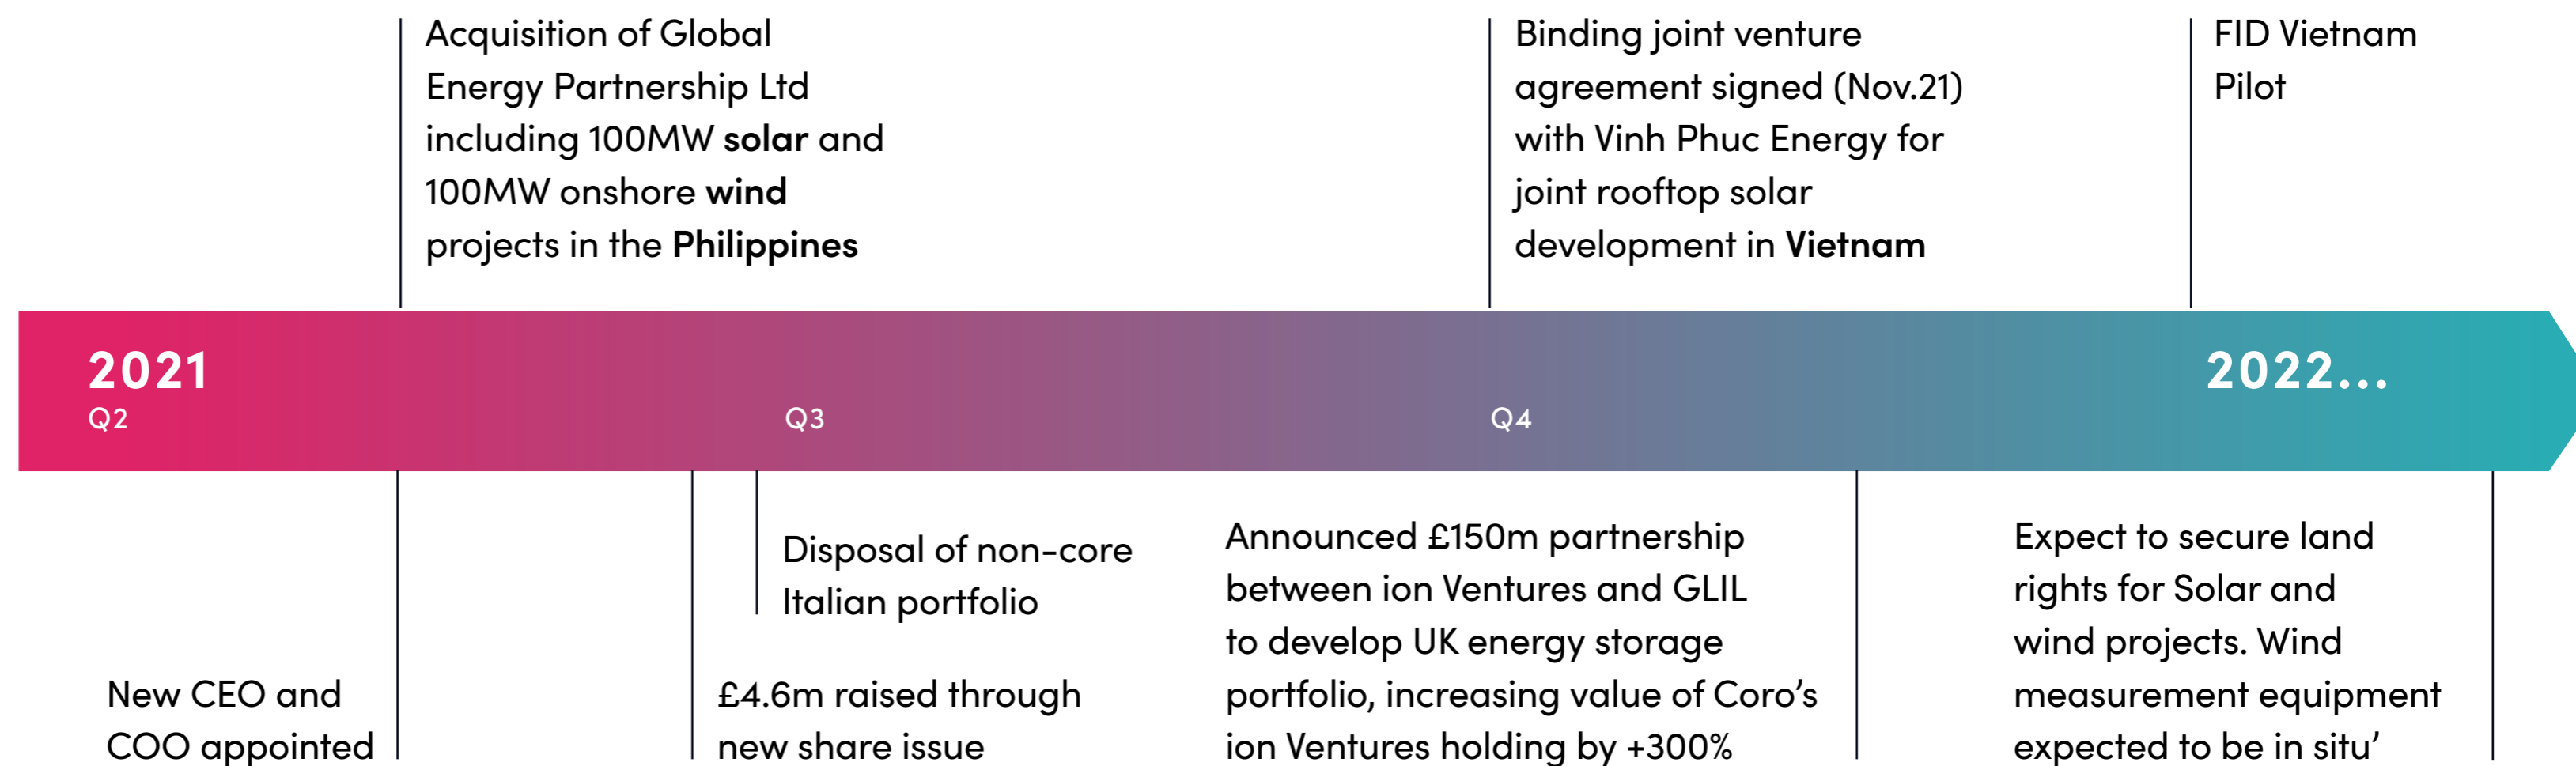 Acquisition of Global
Energy Partnership Ltd
including 100MW solar and
100MW onshore wind
projects in the Philippines
Binding joint venture
agreement signed (Nov.21)
with Vinh Phuc Energy for
joint rooftop solar
development in Vietnam
FID Vietnam
Pilot
2021
Q2
Q3
Q4
2022...
New CEO and
COO appointed
£4.6m raised through
new share issue
Disposal of non-core
Italian portfolio
Announced £150m partnership
between ion Ventures and GLIL
to develop UK energy storage
portfolio, increasing value of Coro’s
ion Ventures holding by +300%
Expect to secure land
rights for Solar and
wind projects. Wind
measurement equipment
expected to be in situ’